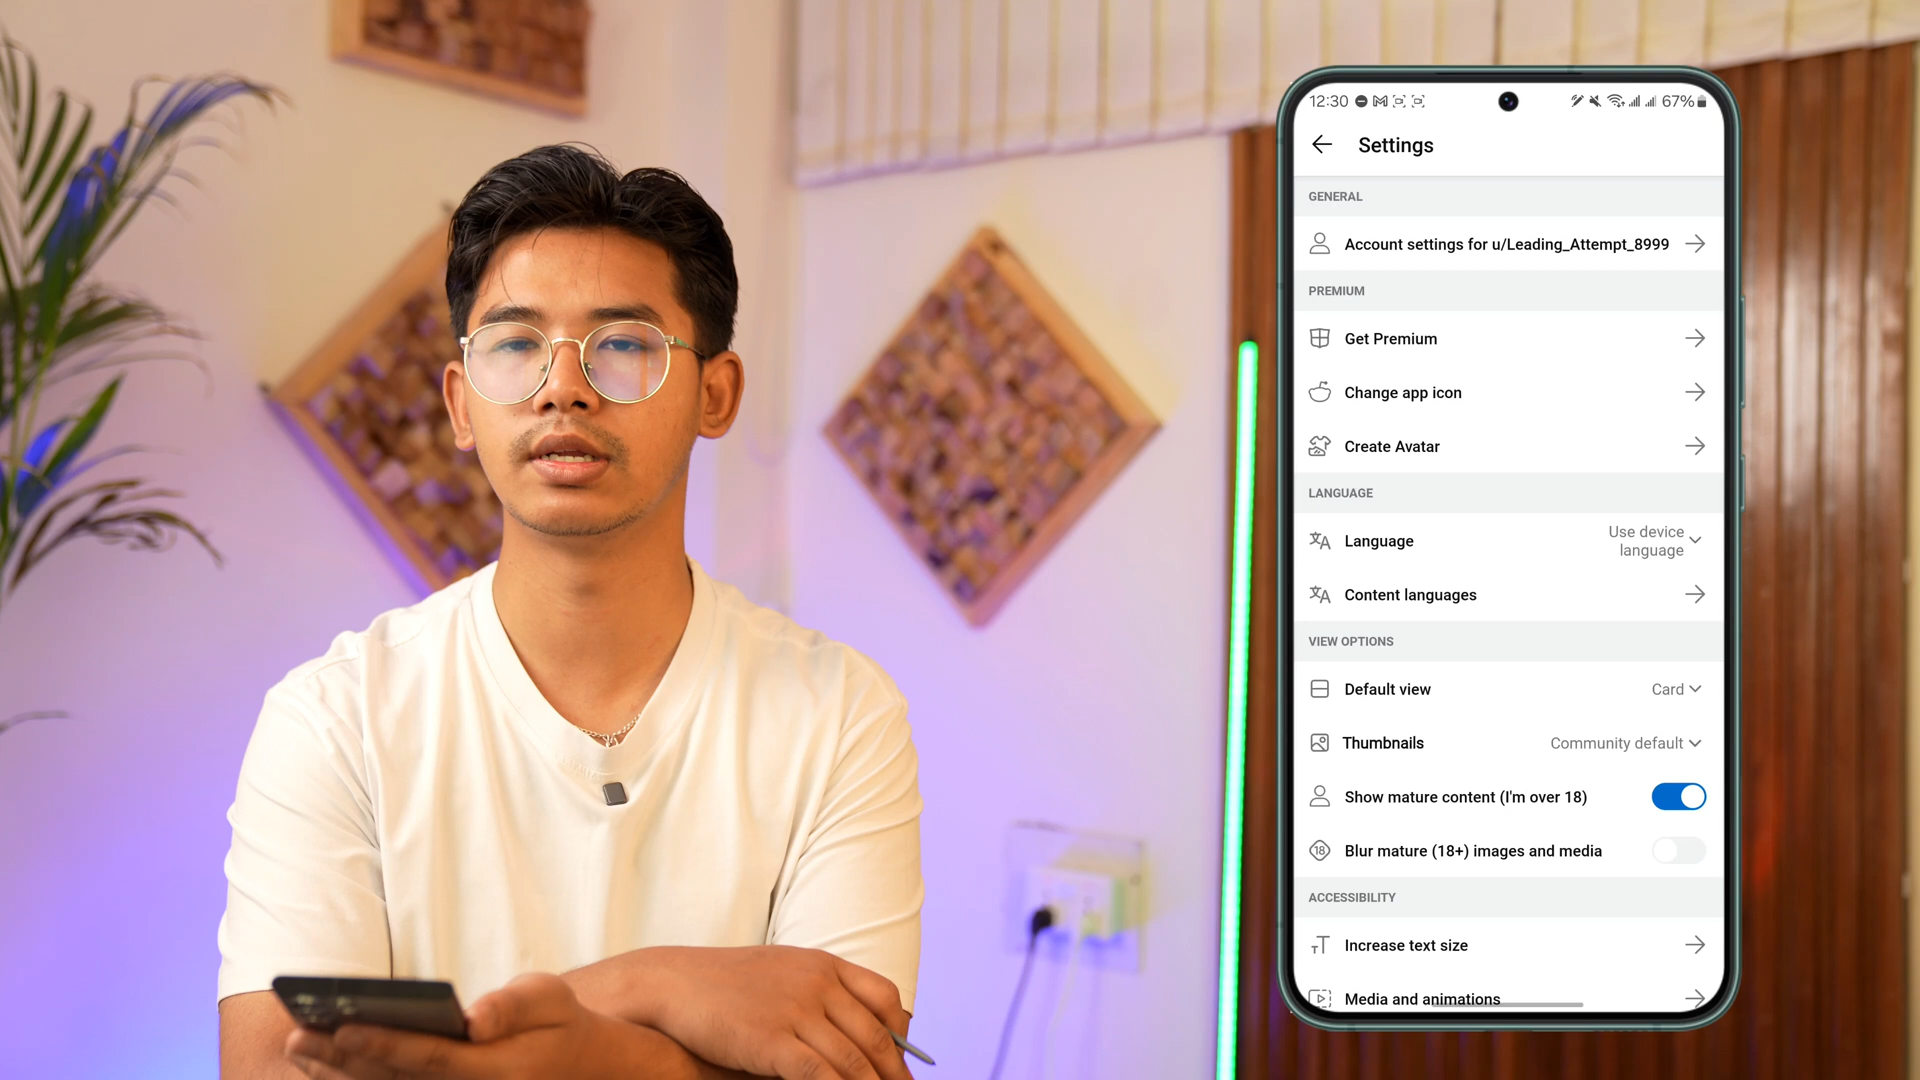 12:30 67%
Settings
GENERAL
Account settings for u/Leading_Attempt_8999
PREMIUM
Get Premium
Change app icon
Create Avatar
LANGUAGE
Language Use device
language
Content languages
VIEW OPTIONS
Default view Card
Thumbnails Community default
Show mature content (I'm over 18)
18 Blur mature (18+) images and media
ACCESSIBILITY
TT Increase text size
Media and animations